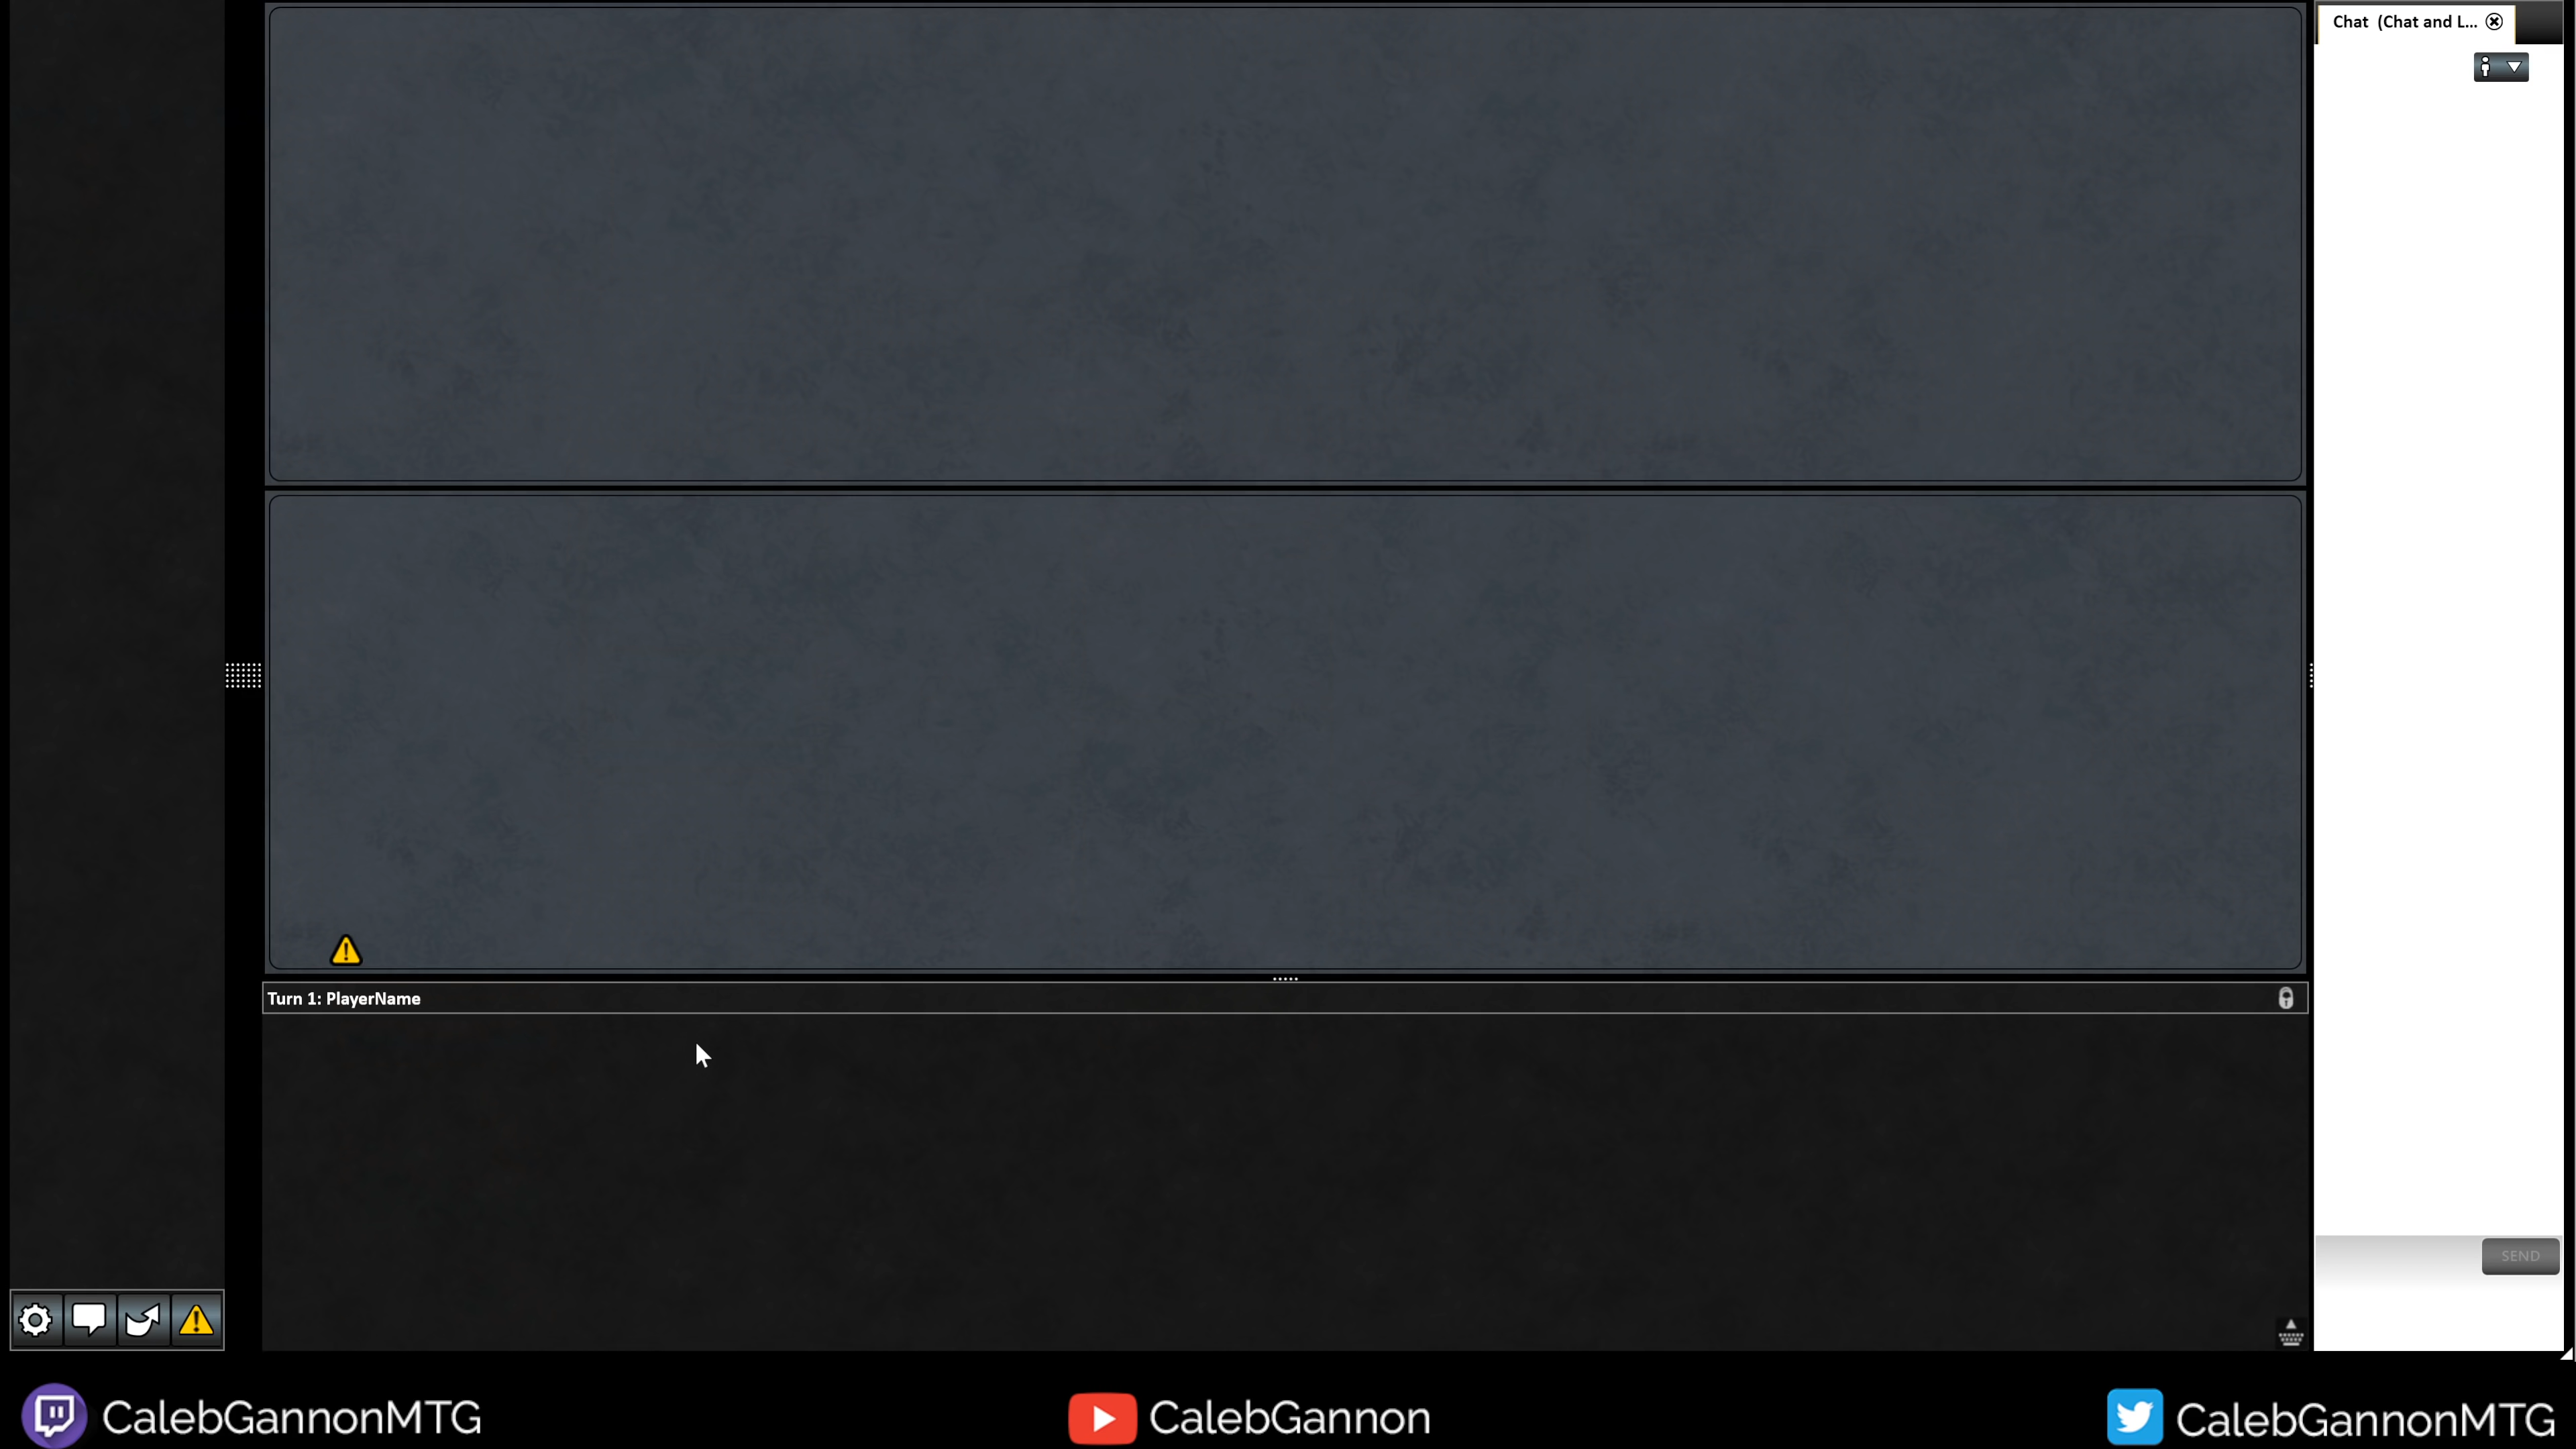 Chat (Chat and L...
Turn 1: PlayerName
SEND
CalebGannonMTG
CalebGannon
CalebGannonMTG